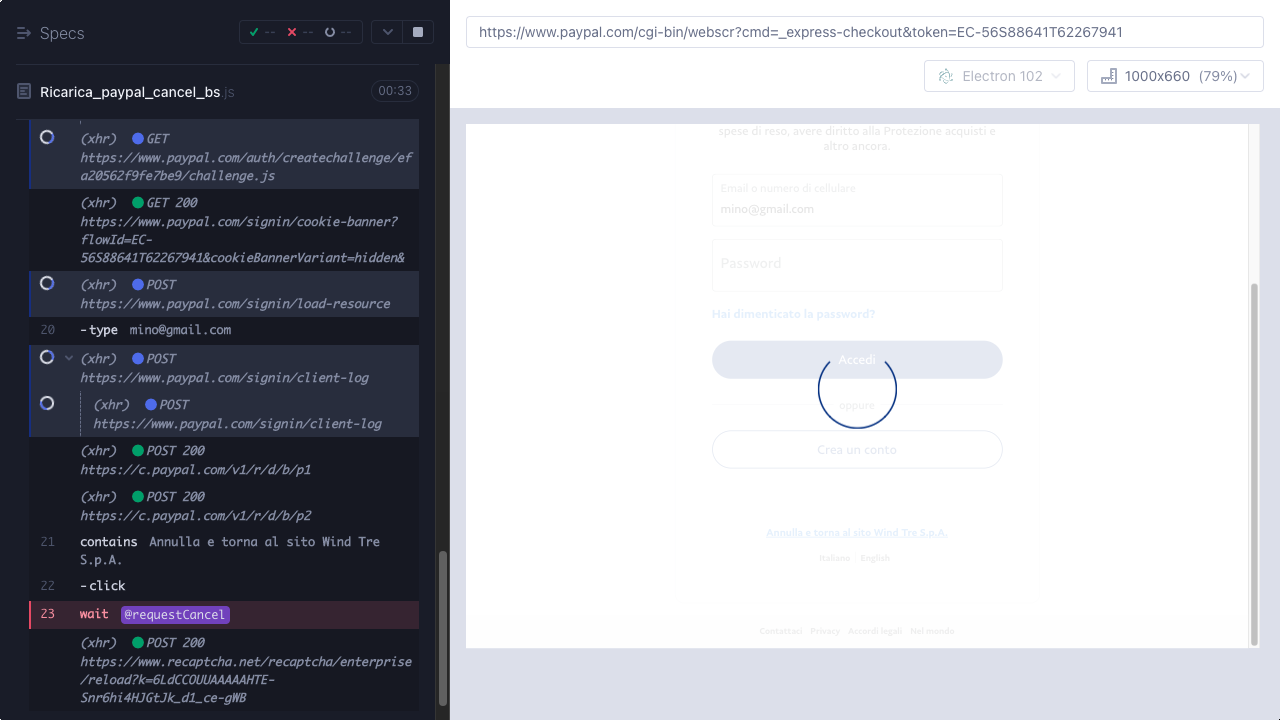 Specs
--
--
--
Ricarica_paypal_cancel_bs.js
00:33
(xhr) GET
https://www.paypal.com/auth/createchallenge/ef
a20562f9fe7be9/challenge.js
(xhr) GET 200
https://www.paypal.com/signin/cookie-banner?
flowId=EC-
56S88641T62267941&cookieBannerVariant=hidden&
(xhr) POST
https://www.paypal.com/signin/load-resource
20 -type mino@gmail.com
(xhr) POST
https://www.paypal.com/signin/client-log
(xhr) POST
https://www.paypal.com/signin/client-log
(xhr) POST 200
https://c.paypal.com/v1/r/d/b/p1
(xhr) POST 200
https://c.paypal.com/v1/r/d/b/p2
21 contains Annulla e torna al sito Wind Tre
S.p.A.
22 -click
23 wait @requestCancel
(xhr) POST 200
https://www.recaptcha.net/recaptcha/enterprise
/reload?k=6LdCCOUUAAAAAHTE-
Snr6hi4HJGtJk_d1_ce-gWB
https://www.paypal.com/cgi-bin/webscr?cmd=_express-checkout&token=EC-56S88641T62267941
Electron 102
1000x660 (79%)
spese di reso, avere diritto alla Protezione acquisti e
altro ancora.
Email o numero di cellulare
mino@gmail.com
Password
Hai dimenticato la password?
Accedi
oppure
Crea un conto
Annulla e torna al sito Wind Tre S.p.A.
Italiano | English
Contattaci Privacy Accordi legali Nel mondo